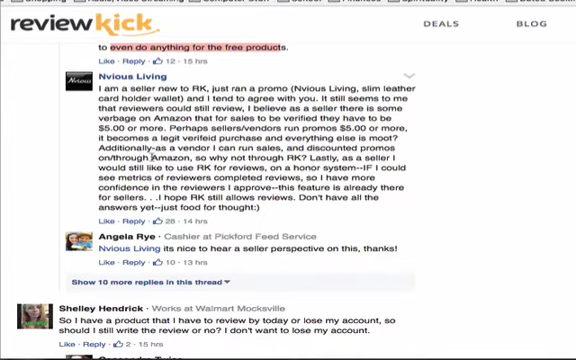 reviewkick
DEALS
BLOG
to even do anything for the free products.
Like · Reply · 12 · 15 hrs
Nvious Living
I am a seller new to RK, just ran a promo (Nvious Living, slim leather
card holder wallet) and I tend to agree with you. It still seems to me
that reviewers could still review, I believe as a seller there is some
verbage on Amazon that for sales to be verified they have to be
$5.00 or more. Perhaps sellers/vendors run promos $5.00 or more,
it becomes a legit verifeid purchase and everything else is moot?
Additionally-as a vendor I can run sales, and discounted promos
on/through Amazon, so why not through RK? Lastly, as a seller I
would still like to use RK for reviews, on a honor system--IF I could
see metrics of reviewers completed reviews, so I have more
confidence in the reviewers I approve--this feature is already there
for sellers. . .I hope RK still allows reviews. Don't have all the
answers yet--just food for thought:)
Like · Reply · 28 · 14 hrs
Angela Rye · Cashier at Pickford Feed Service
Nvious Living its nice to hear a seller perspective on this, thanks!
Like · Reply · 10 · 13 hrs
Show 10 more replies in this thread
Shelley Hendrick · Works at Walmart Mocksville
So I have a product that I have to review by today or lose my account, so
should I still write the review or no? I don't want to lose my account.
Like · Reply · 2 · 15 hrs